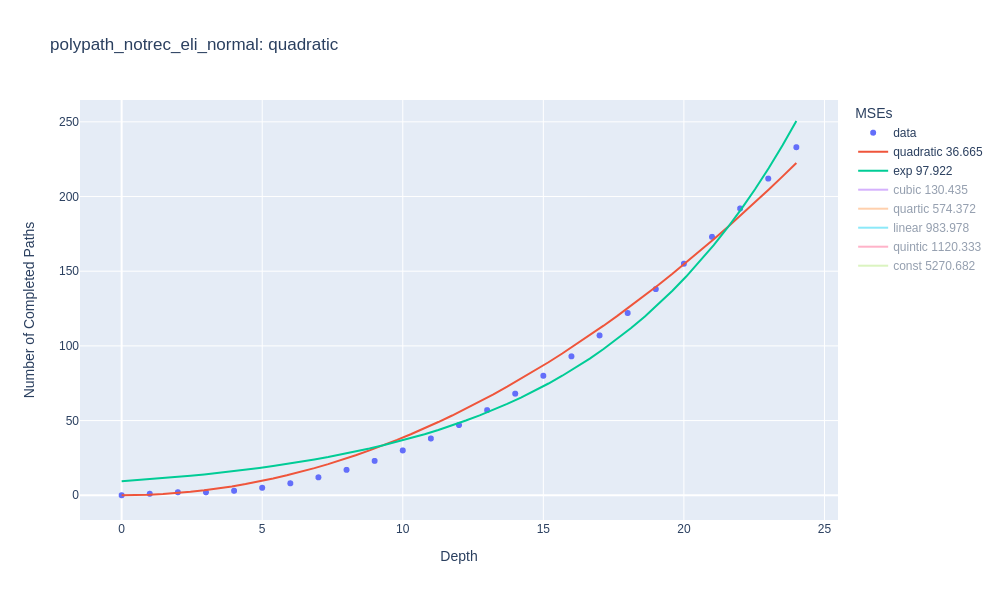 polypath_notrec_eli_normal: quadratic
250
200
150
100
50
0
0
5
10
15
20
25
Depth
Number of Completed Paths
MSEs
data
quadratic 36.665
exp 97.922
cubic 130.435
quartic 574.372
linear 983.978
quintic 1120.333
const 5270.682